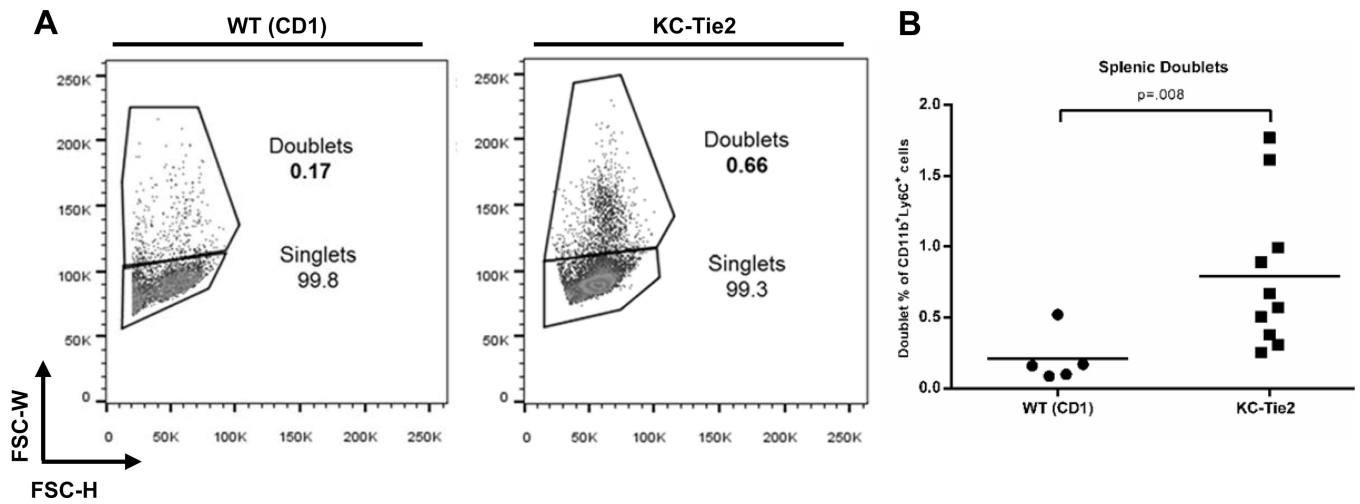 A
WT (CD1)
KC-Tie2
250K
200K
150K
100K
50K
0
Doublets
0.17
Singlets
99.8
0
50K
100K
150K
200K
250K
250K
200K
150K
100K
50K
0
Doublets
0.66
Singlets
99.3
0
50K
100K
150K
200K
250K
FSC-W
FSC-H
B
Splenic Doublets
p=.008
2.0
1.5
1.0
0.5
0.0
Doublet % of CD11b⁺Ly6C⁺ cells
WT (CD1)
KC-Tie2